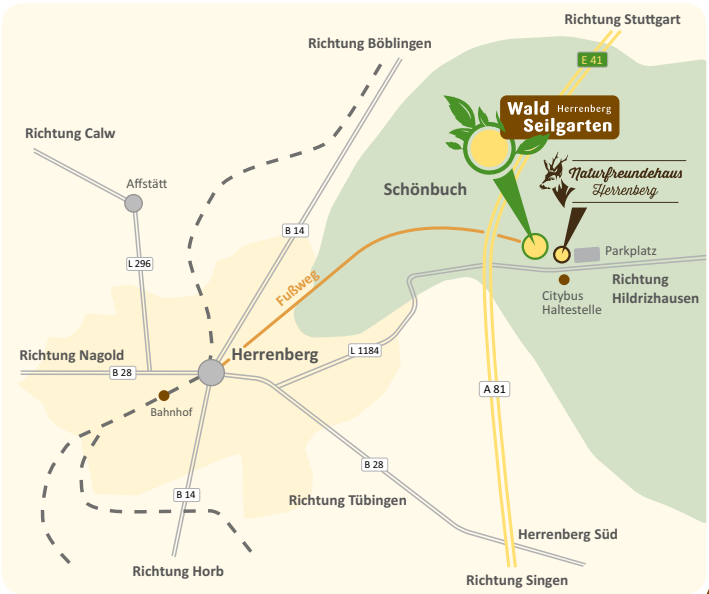 Richtung Stuttgart
Richtung Böblingen
E 41
Wald Herrenberg
Seilgarten
Richtung Calw
Affstätt
Naturfreundehaus
Herrenberg
Schönbuch
B 14
Parkplatz
L 296
Fußweg
Richtung
Hildrizhausen
Citybus
Haltestelle
Richtung Nagold
Herrenberg
L 1184
B 28
A 81
Bahnhof
B 28
B 14
Richtung Tübingen
Herrenberg Süd
Richtung Horb
Richtung Singen